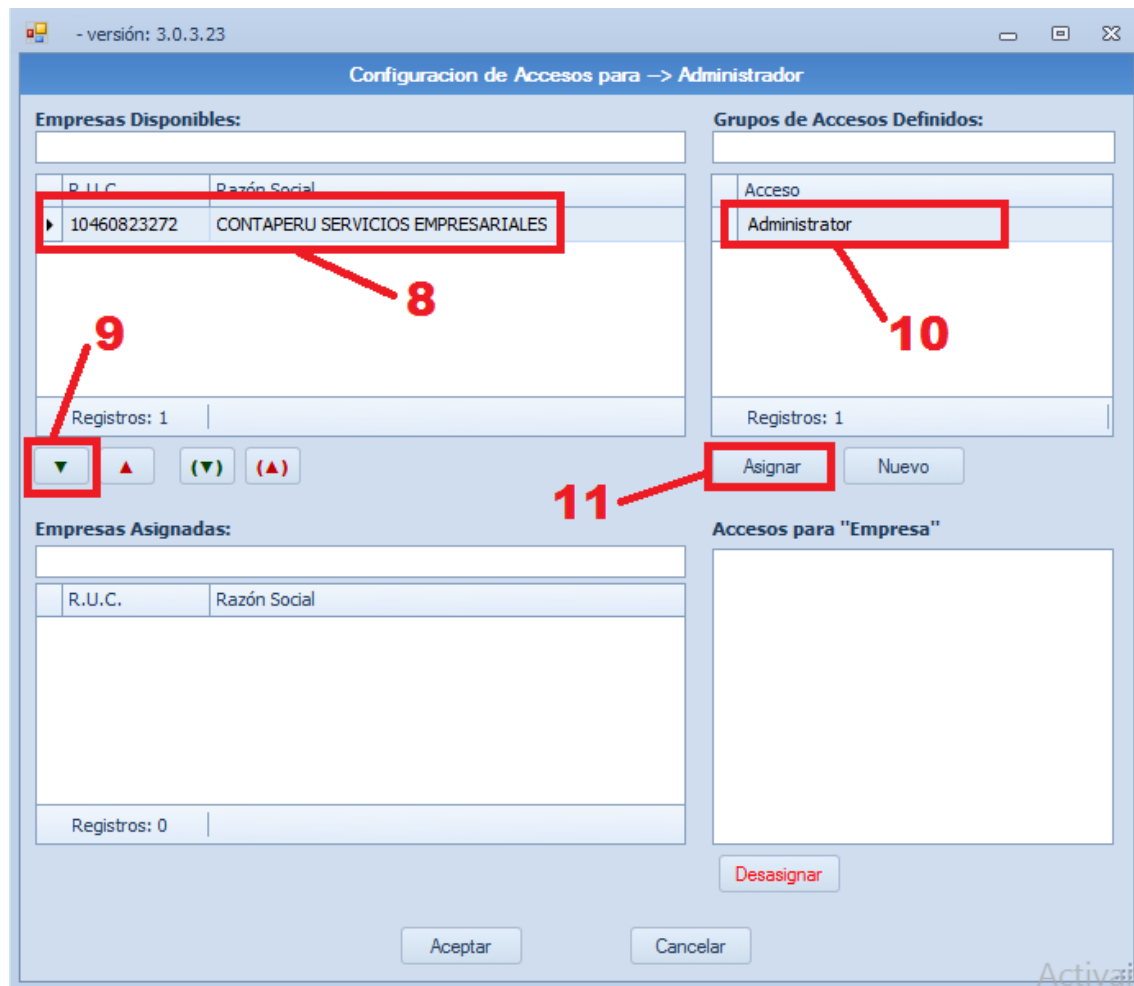 - versión: 3.0.3.23
Configuracion de Accesos para --> Administrador
Empresas Disponibles:
Grupos de Accesos Definidos:
R.U.C. Razón Social
Acceso
10460823272 CONTAPERU SERVICIOS EMPRESARIALES
Administrator
8
9
10
Registros: 1
Registros: 1
▼ ▲ (▼) (▲)
Asignar Nuevo
11
Empresas Asignadas:
Accesos para "Empresa"
R.U.C. Razón Social
Registros: 0
Desasignar
Aceptar Cancelar